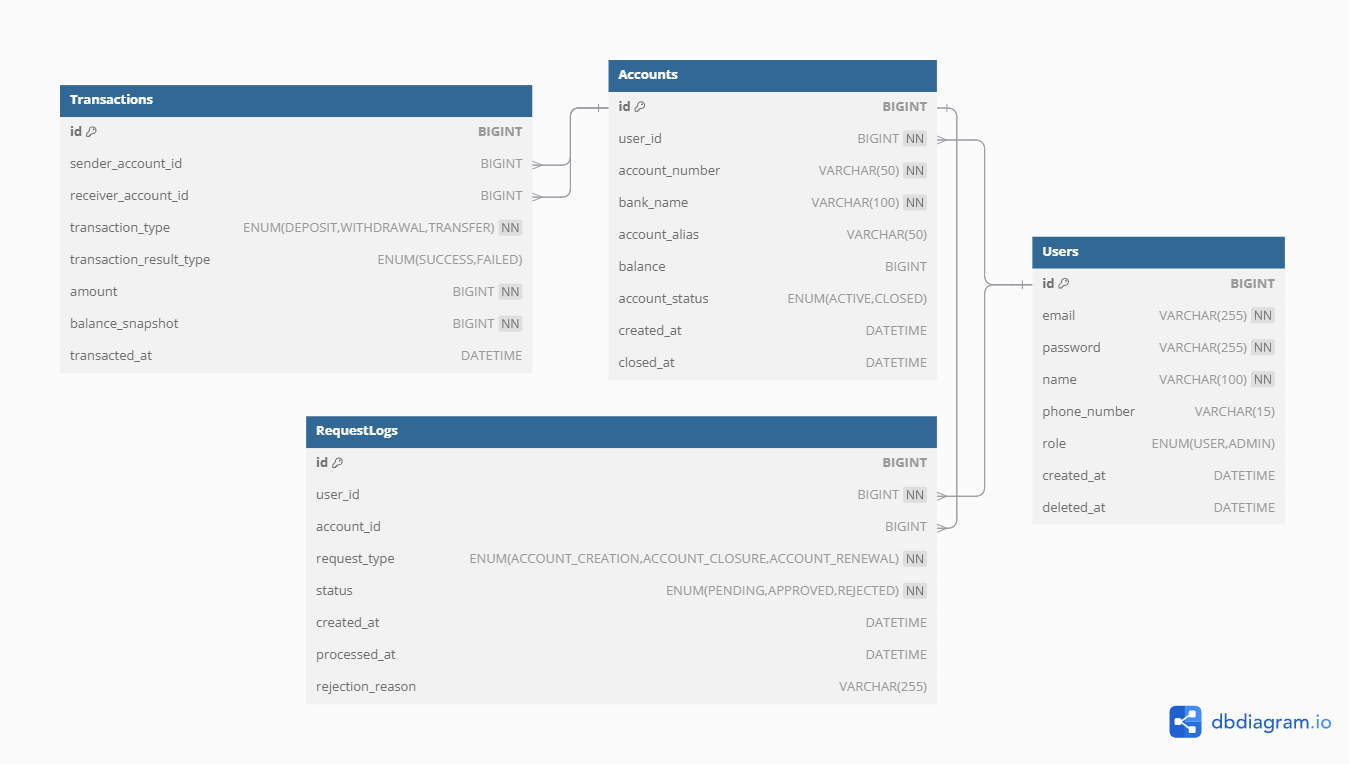 Transactions
id BIGINT
sender_account_id BIGINT
receiver_account_id BIGINT
transaction_type ENUM(DEPOSIT,WITHDRAWAL,TRANSFER) NN
transaction_result_type ENUM(SUCCESS,FAILED)
amount BIGINT NN
balance_snapshot BIGINT NN
transacted_at DATETIME
Accounts
id BIGINT
user_id BIGINT NN
account_number VARCHAR(50) NN
bank_name VARCHAR(100) NN
account_alias VARCHAR(50)
balance BIGINT
account_status ENUM(ACTIVE,CLOSED)
created_at DATETIME
closed_at DATETIME
Users
id BIGINT
email VARCHAR(255) NN
password VARCHAR(255) NN
name VARCHAR(100) NN
phone_number VARCHAR(15)
role ENUM(USER,ADMIN)
created_at DATETIME
deleted_at DATETIME
RequestLogs
id BIGINT
user_id BIGINT NN
account_id BIGINT
request_type ENUM(ACCOUNT_CREATION,ACCOUNT_CLOSURE,ACCOUNT_RENEWAL) NN
status ENUM(PENDING,APPROVED,REJECTED) NN
created_at DATETIME
processed_at DATETIME
rejection_reason VARCHAR(255)
dbdiagram.io